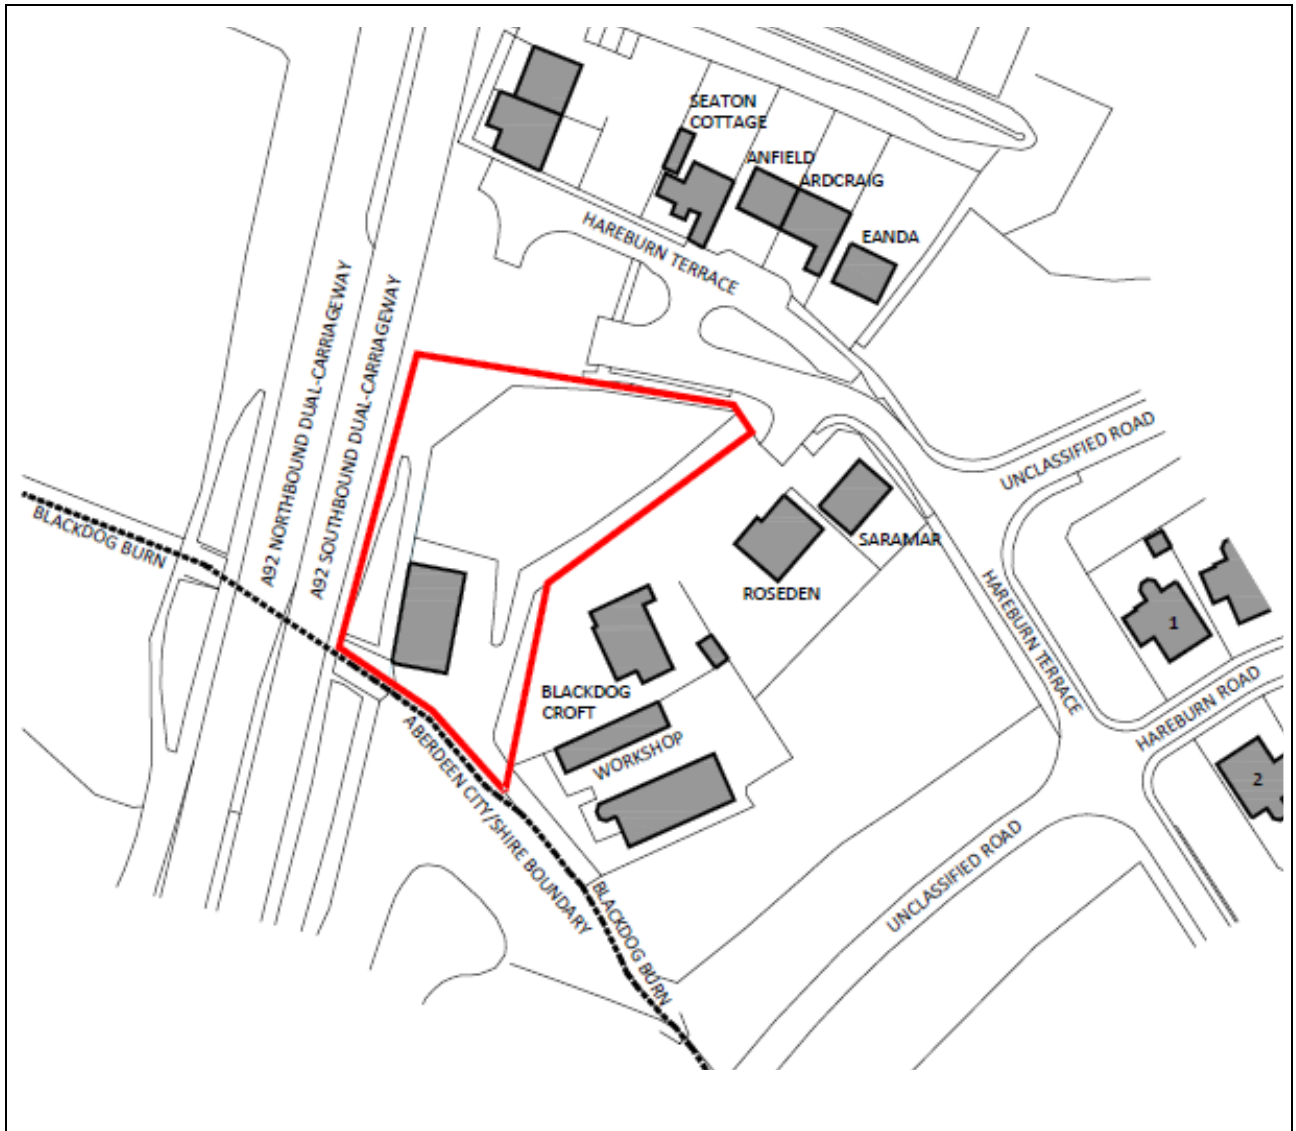 SEATON
COTTAGE
ANFIELD
ARDCRAIG
EANDA
HAREBURN TERRACE
A92 NORTHBOUND DUAL-CARRIAGEWAY
A92 SOUTHBOUND DUAL-CARRIAGEWAY
UNCLASSIFIED ROAD
BLACKDOG BURN
SARAMAR
ROSEDEN
HAREBURN TERRACE
1
HAREBURN ROAD
BLACKDOG
CROFT
WORKSHOP
2
ABERDEEN CITY/SHIRE BOUNDARY
UNCLASSIFIED ROAD
BLACKDOG BURN